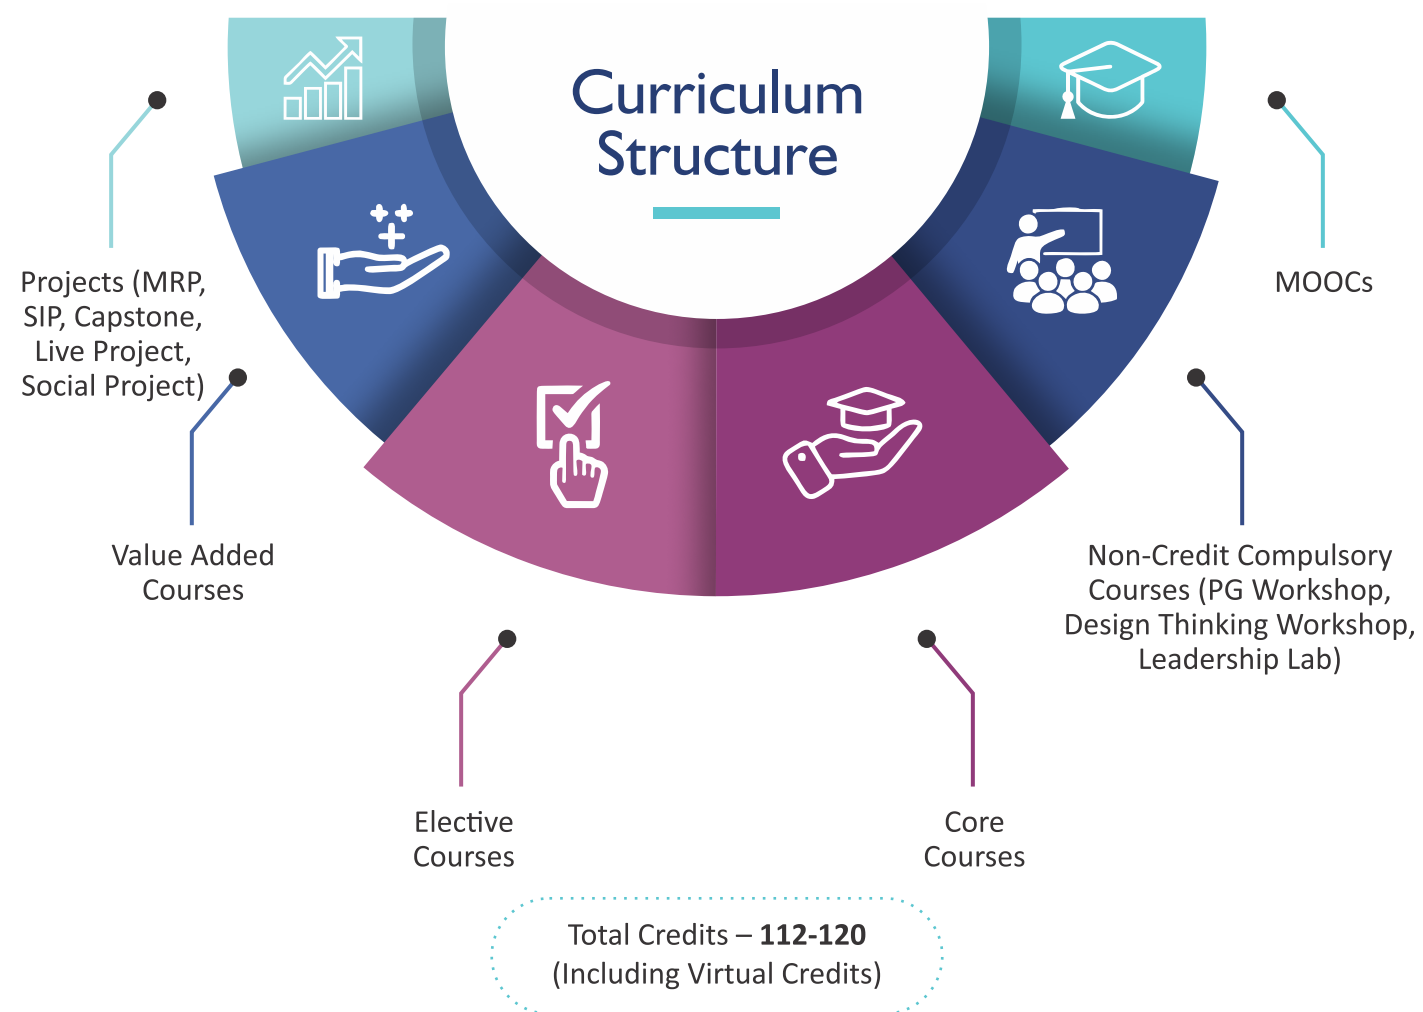 Curriculum
Structure
Projects (MRP,
SIP, Capstone,
Live Project,
Social Project)
MOOCs
Value Added
Courses
Non-Credit Compulsory
Courses (PG Workshop,
Design Thinking Workshop,
Leadership Lab)
Elective
Courses
Core
Courses
Total Credits – 112-120
(Including Virtual Credits)